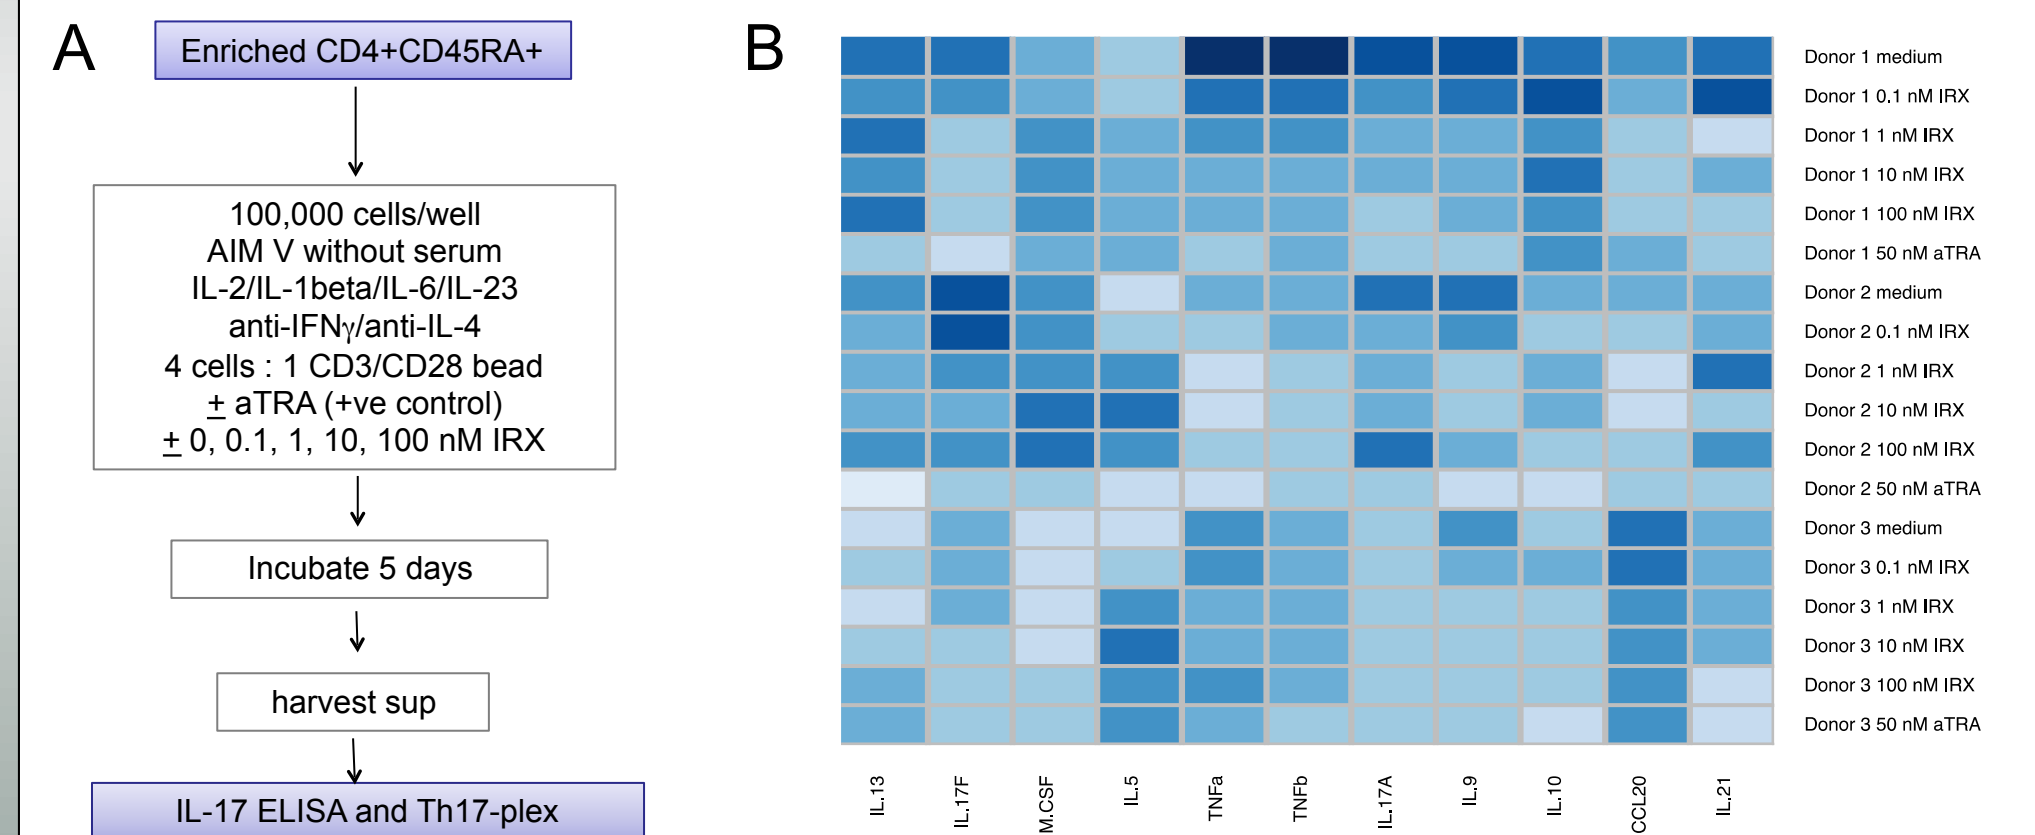 A
Enriched CD4+CD45RA+
100,000 cells/well
AIM V without serum
IL-2/IL-1beta/IL-6/IL-23
anti-IFNγ/anti-IL-4
4 cells : 1 CD3/CD28 bead
± aTRA (+ve control)
± 0, 0.1, 1, 10, 100 nM IRX
Incubate 5 days
harvest sup
IL-17 ELISA and Th17-plex
B
Donor 1 medium
Donor 1 0.1 nM IRX
Donor 1 1 nM IRX
Donor 1 10 nM IRX
Donor 1 100 nM IRX
Donor 1 50 nM aTRA
Donor 2 medium
Donor 2 0.1 nM IRX
Donor 2 1 nM IRX
Donor 2 10 nM IRX
Donor 2 100 nM IRX
Donor 2 50 nM aTRA
Donor 3 medium
Donor 3 0.1 nM IRX
Donor 3 1 nM IRX
Donor 3 10 nM IRX
Donor 3 100 nM IRX
Donor 3 50 nM aTRA
IL.13
IL.17F
M.CSF
IL.5
TNFa
TNFb
IL.17A
IL.9
IL.10
CCL20
IL.21